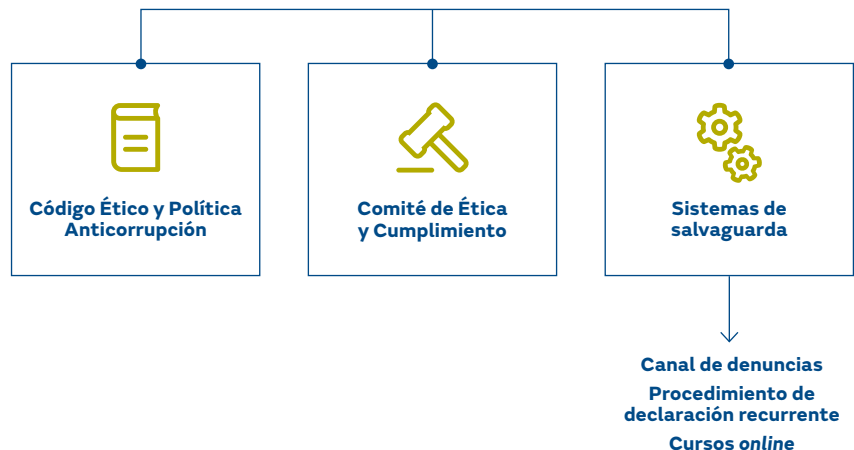 Código Ético y Política
Anticorrupción
Comité de Ética
y Cumplimiento
Sistemas de
salvaguarda
Canal de denuncias
Procedimiento de
declaración recurrente
Cursos online